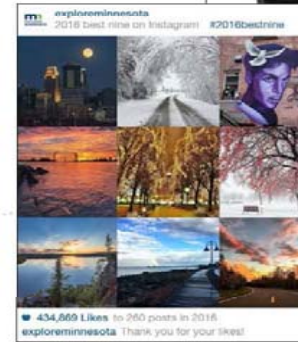 exploreminnesota
2016 best nine on Instagram #2016bestnine
434,869 Likes to 260 posts in 2016
exploreminnesota Thank you for your likes!